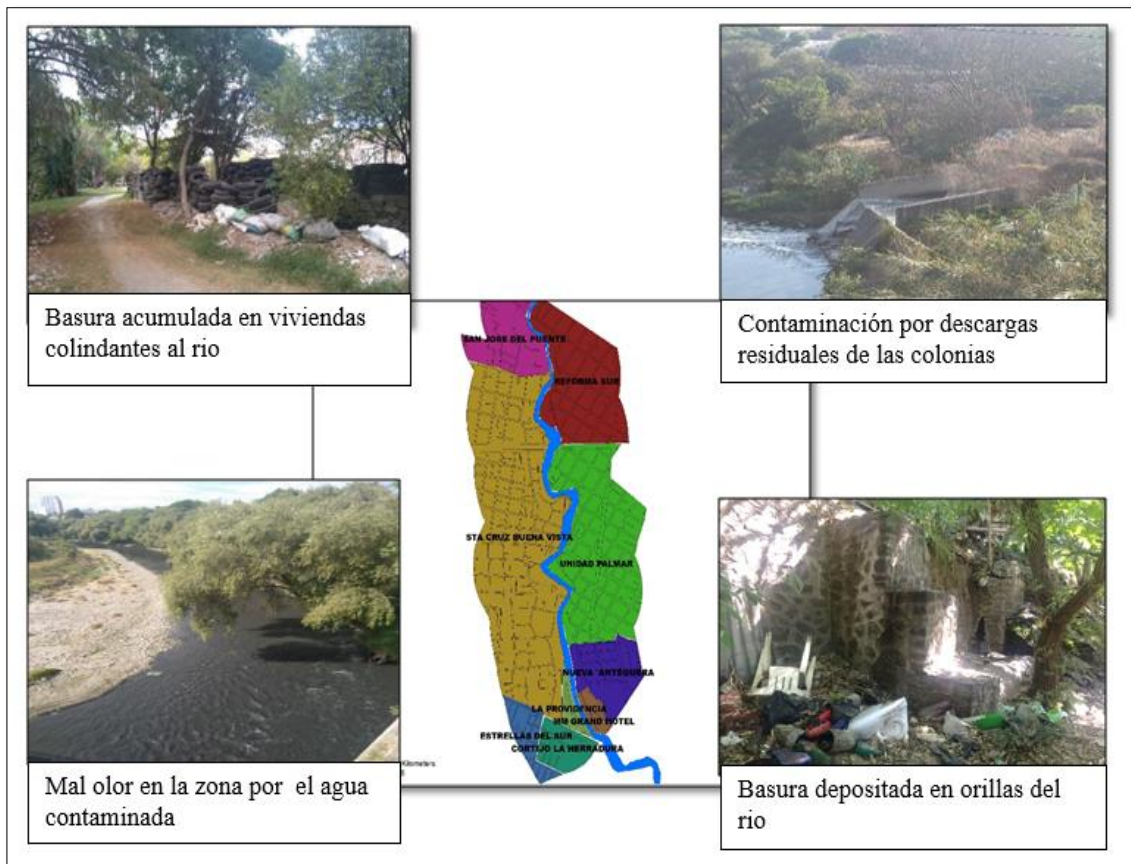 Basura acumulada en viviendas
colindantes al rio
Contaminación por descargas
residuales de las colonias
SAN JOSE DEL PUENTE
REFORMA SUR
STA CRUZ BUENA VISTA
UNIDAD PALMAR
NUEVA ANTEQUERA
LA PROVIDENCIA
MM GRAND HOTEL
ESTRELLAS DEL SUR
CORTIJO LA HERRADURA
Kilometers
Mal olor en la zona por el agua
contaminada
Basura depositada en orillas del
rio